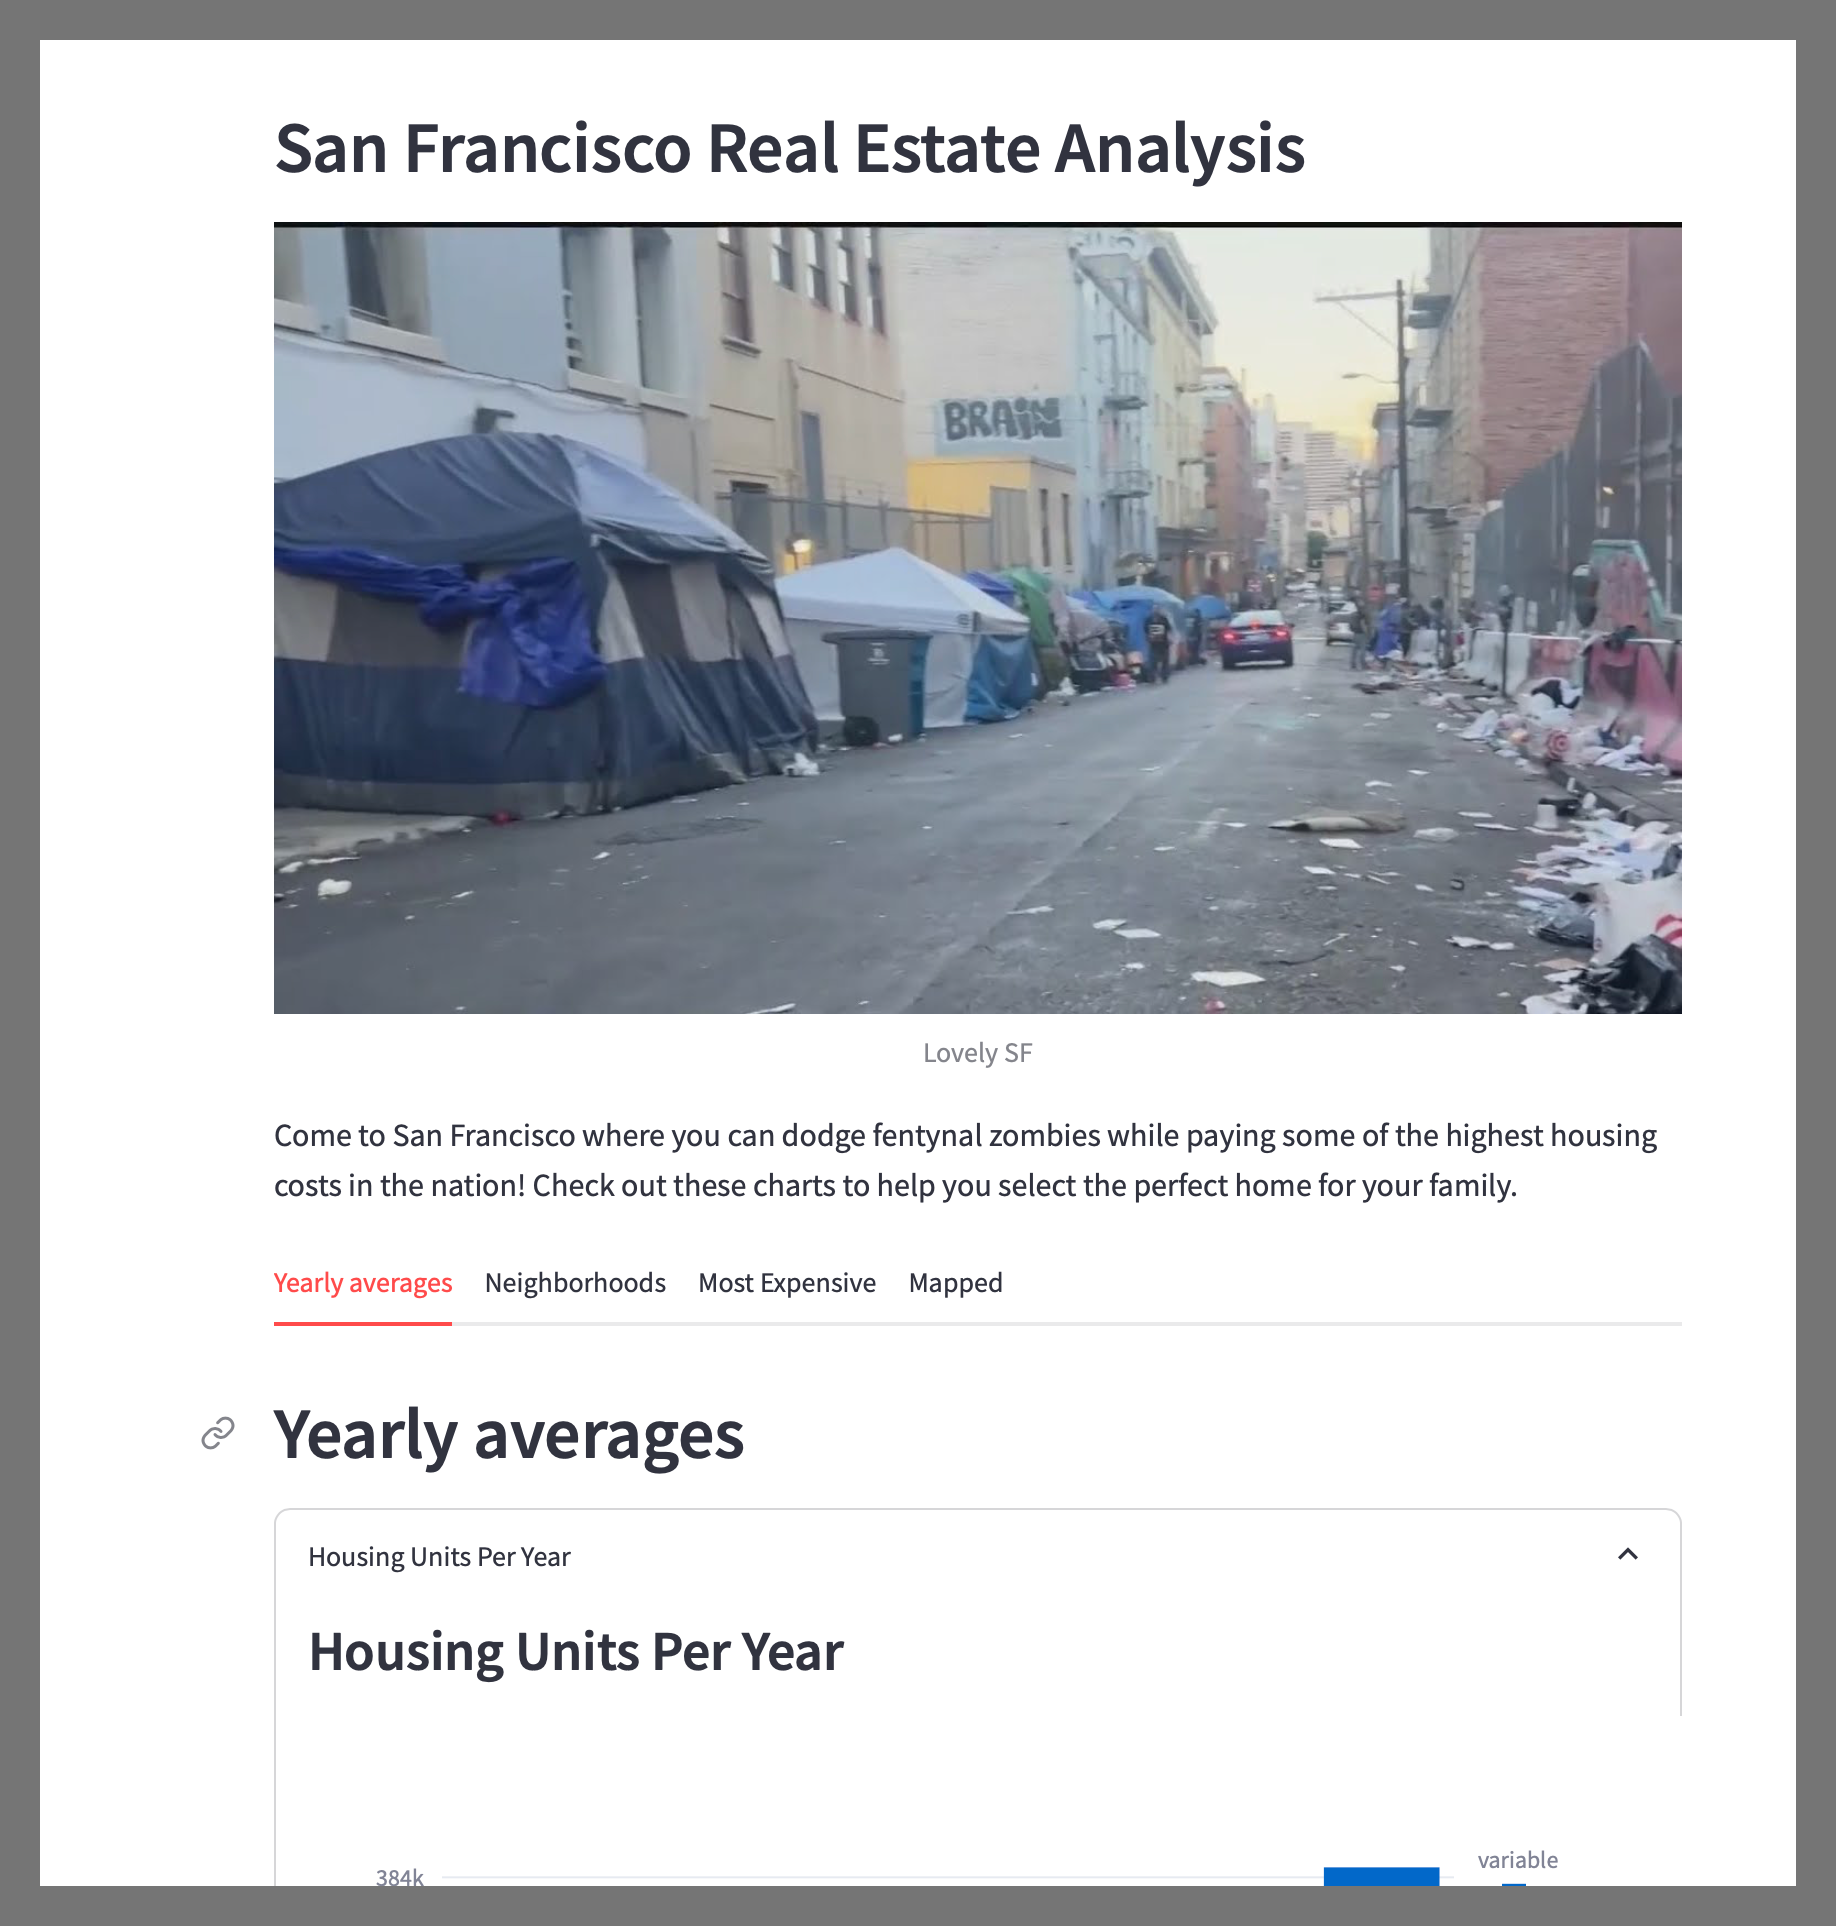 San Francisco Real Estate Analysis
BRAIN
Lovely SF
Come to San Francisco where you can dodge fentynal zombies while paying some of the highest housing
costs in the nation! Check out these charts to help you select the perfect home for your family.
Yearly averages Neighborhoods Most Expensive Mapped
Yearly averages
Housing Units Per Year
Housing Units Per Year
variable
384k